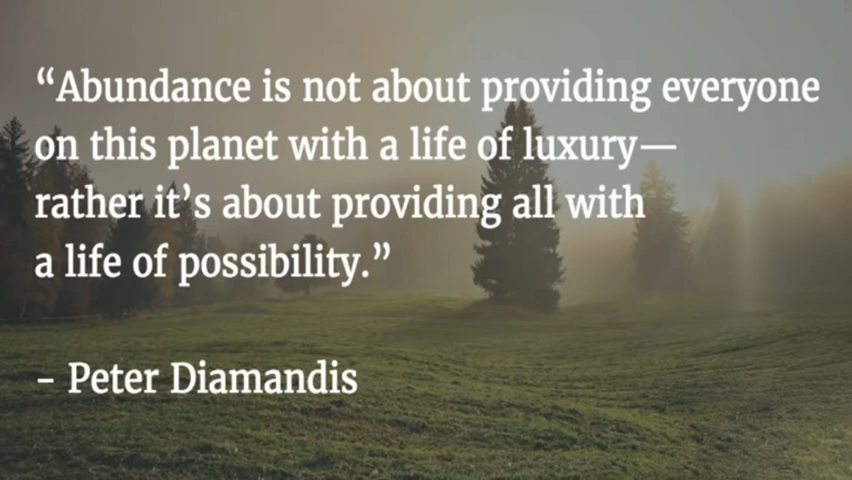 “Abundance is not about providing everyone
on this planet with a life of luxury—
rather it’s about providing all with
a life of possibility.”
– Peter Diamandis